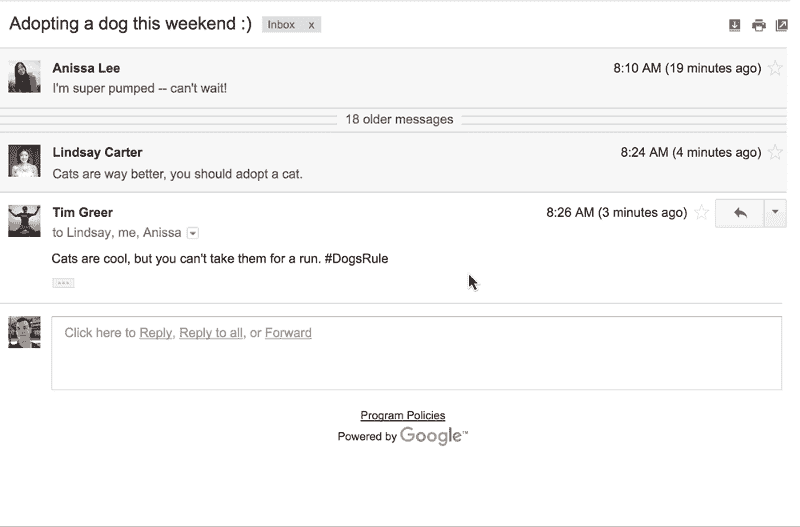 Adopting a dog this weekend :) Inbox x
Anissa Lee 8:10 AM (19 minutes ago)
I'm super pumped -- can't wait!
18 older messages
Lindsay Carter 8:24 AM (4 minutes ago)
Cats are way better, you should adopt a cat.
Tim Greer 8:26 AM (3 minutes ago)
to Lindsay, me, Anissa
Cats are cool, but you can't take them for a run. #DogsRule
Click here to Reply, Reply to all, or Forward
Program Policies
Powered by Google™